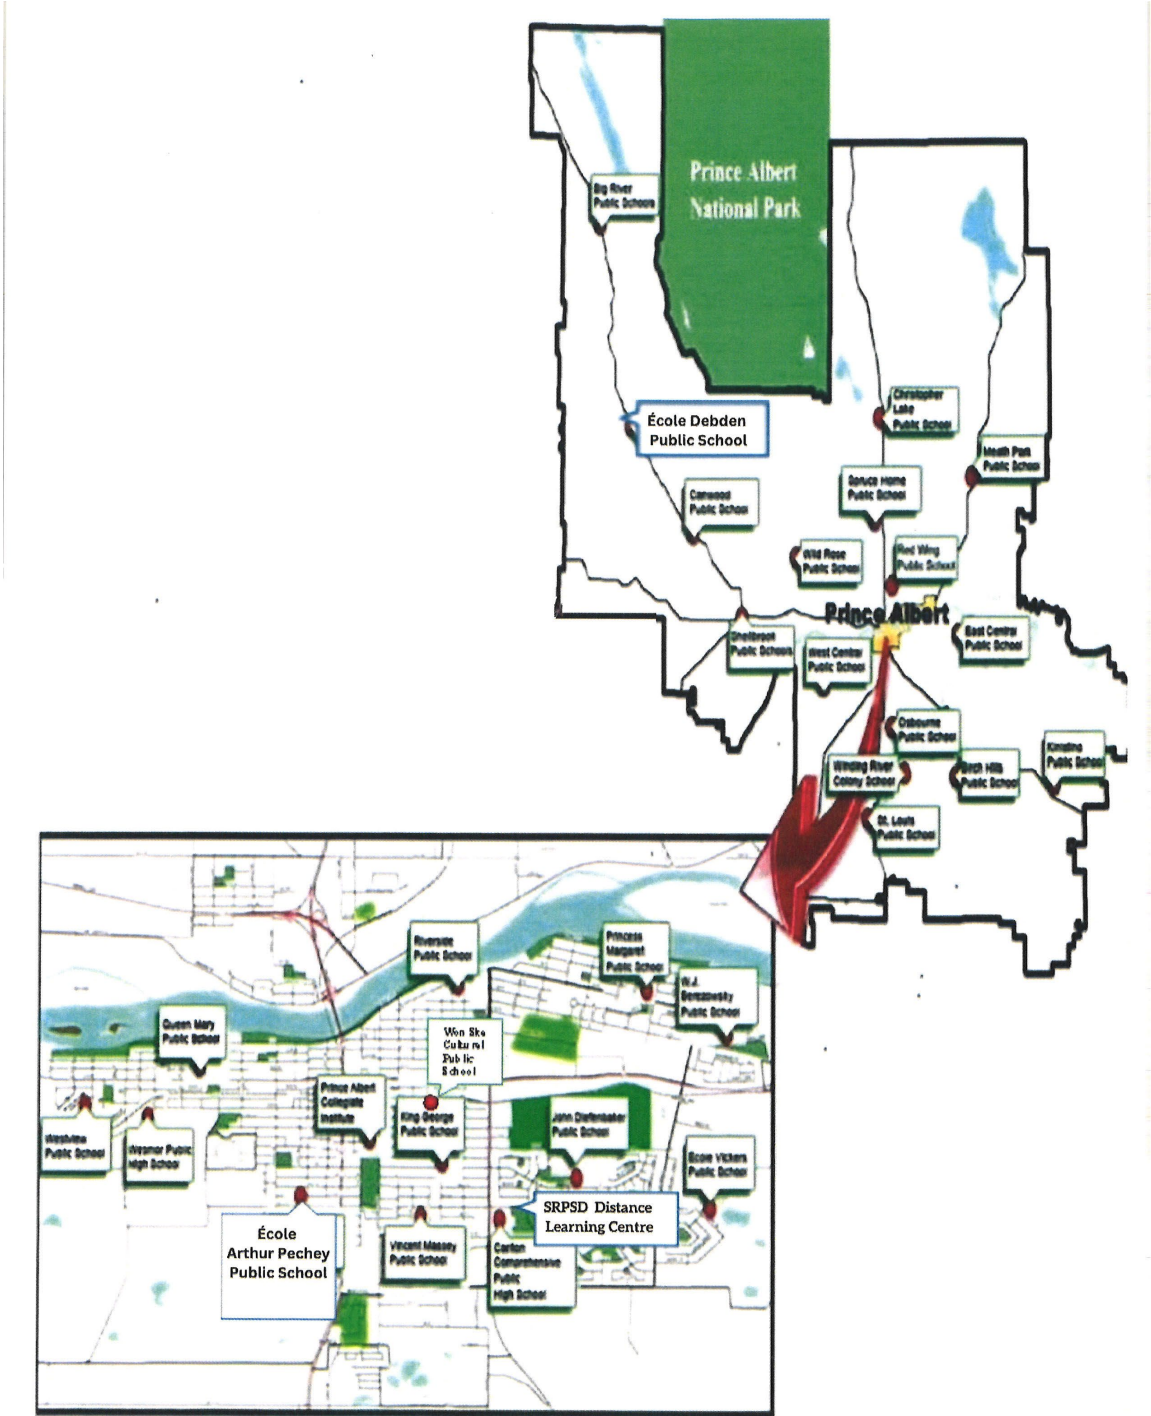 Prince Albert
National Park
Big River
Public Schools
École Debden
Public School
Christopher
Lake
Public School
Meath Park
Public School
Canwood
Public School
Spruce Home
Public School
Wild Rose
Public School
Red Wing
Public School
Prince Albert
Shellbrook
Public Schools
West Central
Public School
East Central
Public School
Osbourne
Public School
Winding River
Colony School
Birch Hills
Public School
Kinistino
Public School
St. Louis
Public School
Riverside
Public School
Princess
Margaret
Public School
W.J.
Berezowsky
Public School
Queen Mary
Public School
Won Ska
Cultural
Public
School
Prince Albert
Collegiate
Institute
King George
Public School
John Diefenbaker
Public School
Westview
Public School
Wesmor Public
High School
École Vickers
Public School
École
Arthur Pechey
Public School
Vincent Massey
Public School
SRPSD Distance
Learning Centre
Carlton
Comprehensive
Public
High School